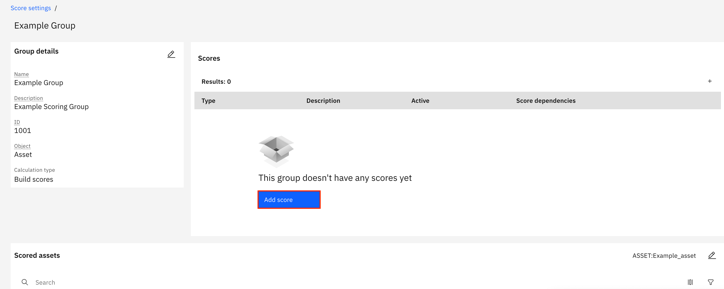 Score settings /
Example Group
Group details
Name
Example Group
Description
Example Scoring Group
ID
1001
Object
Asset
Calculation type
Build scores
Scores
Results: 0
Type Description Active Score dependencies
This group doesn't have any scores yet
Add score
Scored assets ASSET:Example_asset
Search